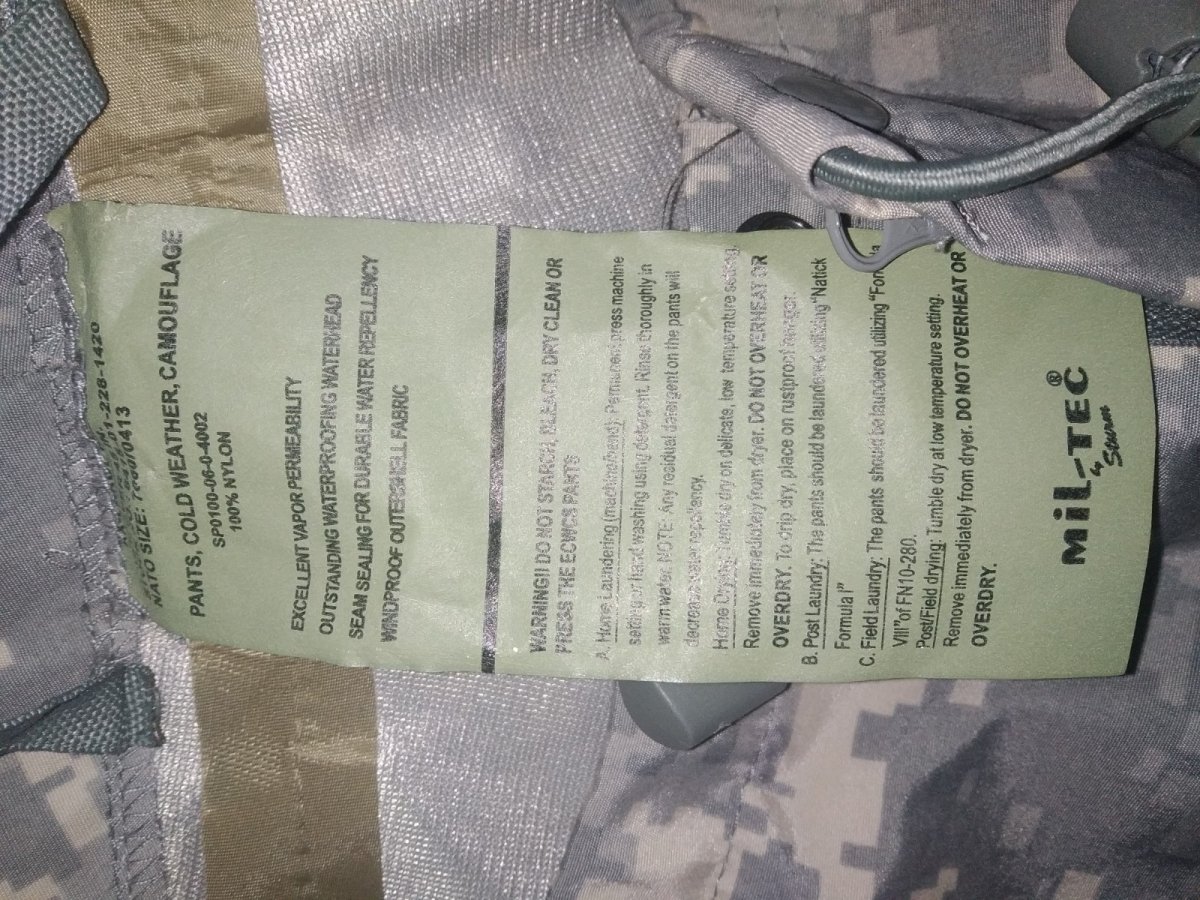 NATO SIZE: 7080/0413
PANTS, COLD WEATHER, CAMOUFLAGE
SP0100-06-0-4002
100% NYLON
EXCELLENT VAPOR PERMEABILITY
OUTSTANDING WATERPROOFING WATERHEAD
SEAM SEALING FOR DURABLE WATER REPELLENCY
WINDPROOF OUTERSHELL FABRIC
WARNING!! DO NOT STARCH, BLEACH, DRY CLEAN OR
PRESS THE ECWCS PANTS
A. Home Laundering (machine/hand): Permanent press machine
setting or hand washing using detergent. Rinse thoroughly in
warm water. NOTE: Any residual detergent on the pants will
decrease water repellency.
Home Drying: Tumble dry on delicate, low temperature setting.
Remove immediately from dryer. DO NOT OVERHEAT OR
OVERDRY. To drip dry, place on rustproof hanger.
B. Post Laundry: The pants should be laundered utilizing "Natick
Formula I"
C. Field Laundry: The pants should be laundered utilizing
VIII" or FN10-280.
Post/Field drying: Tumble dry at low temperature setting.
Remove immediately from dryer. DO NOT OVERHEAT OR
OVERDRY.
MIL-TEC®
by Sturm